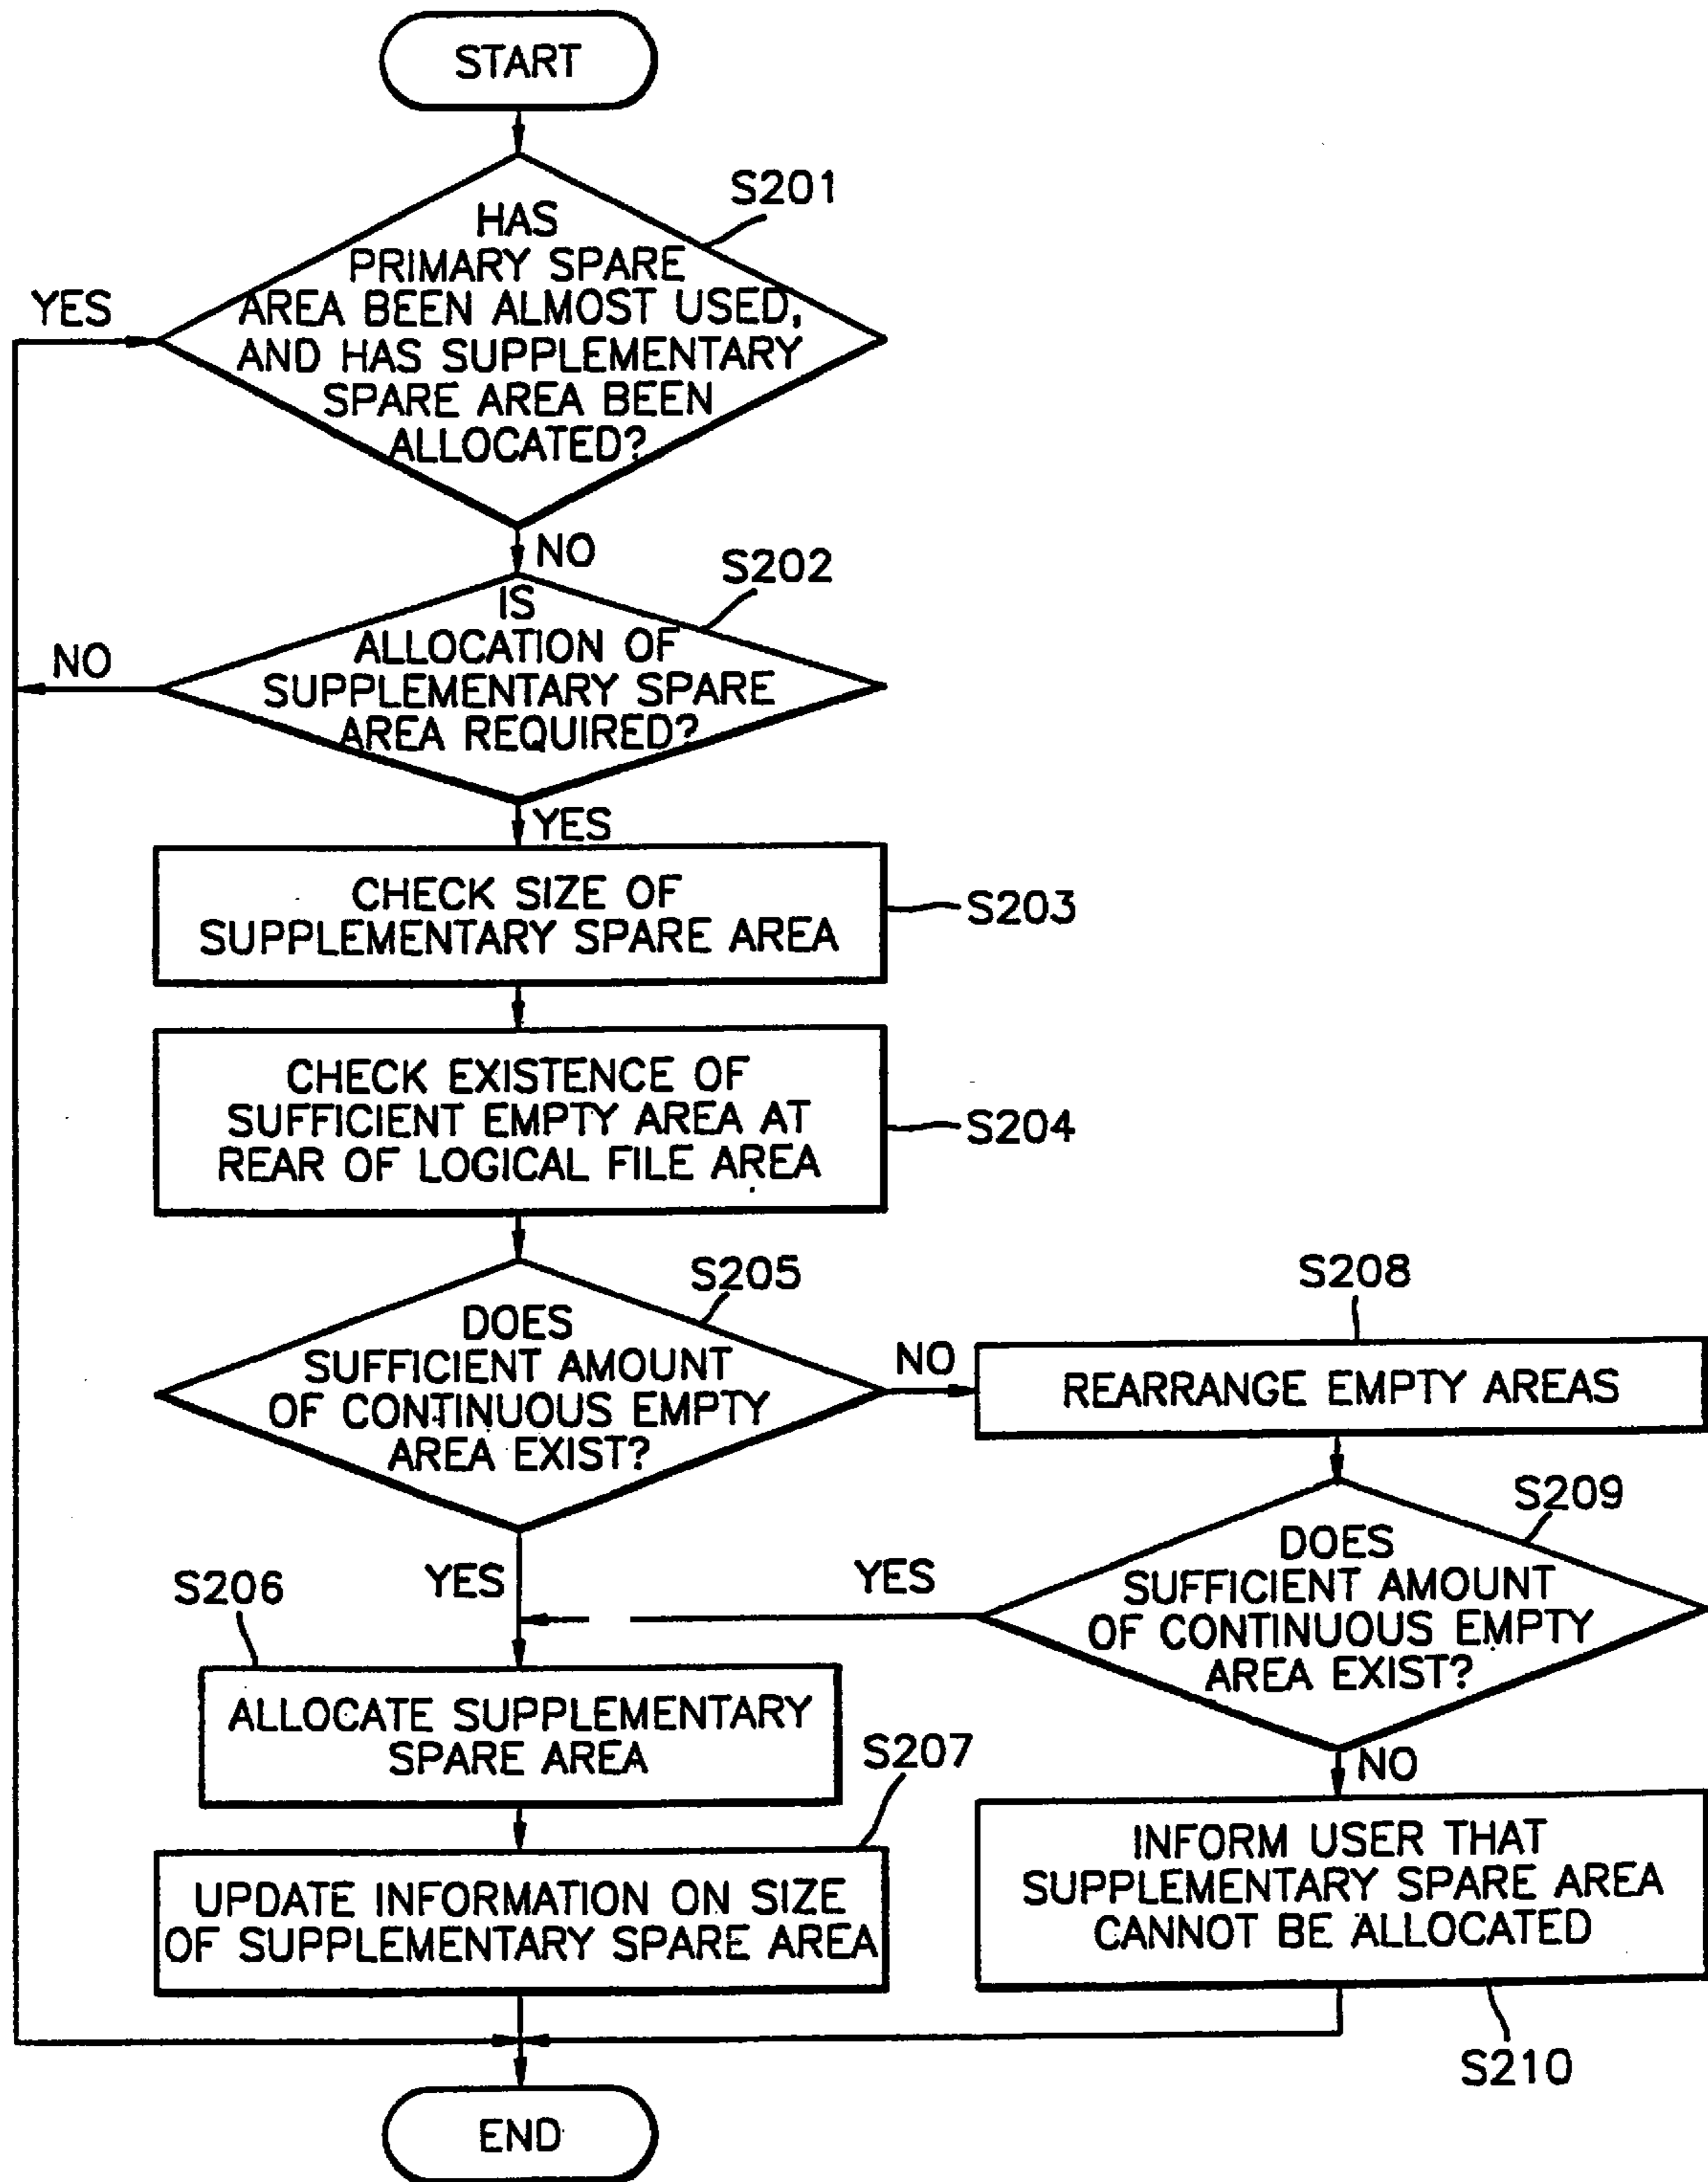 START
S201
HAS
PRIMARY SPARE
AREA BEEN ALMOST USED,
AND HAS SUPPLEMENTARY
SPARE AREA BEEN
ALLOCATED?
YES
NO
S202
IS
ALLOCATION OF
SUPPLEMENTARY SPARE
AREA REQUIRED?
NO
YES
CHECK SIZE OF
SUPPLEMENTARY SPARE AREA
S203
CHECK EXISTENCE OF
SUFFICIENT EMPTY AREA AT
REAR OF LOGICAL FILE AREA
S204
S205
DOES
SUFFICIENT AMOUNT
OF CONTINUOUS EMPTY
AREA EXIST?
NO
S208
REARRANGE EMPTY AREAS
YES
S209
DOES
SUFFICIENT AMOUNT
OF CONTINUOUS EMPTY
AREA EXIST?
YES
NO
S206
ALLOCATE SUPPLEMENTARY
SPARE AREA
S207
UPDATE INFORMATION ON SIZE
OF SUPPLEMENTARY SPARE AREA
INFORM USER THAT
SUPPLEMENTARY SPARE AREA
CANNOT BE ALLOCATED
S210
END